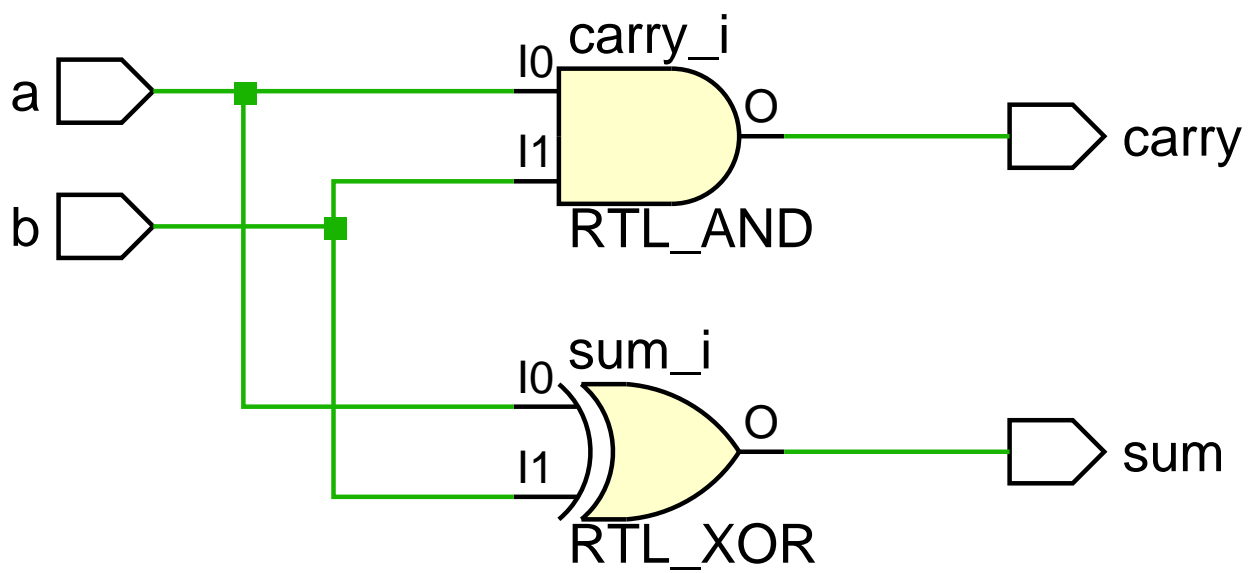 carry_i
I0
a
O
carry
I1
b
RTL_AND
sum_i
I0
O
sum
I1
RTL_XOR